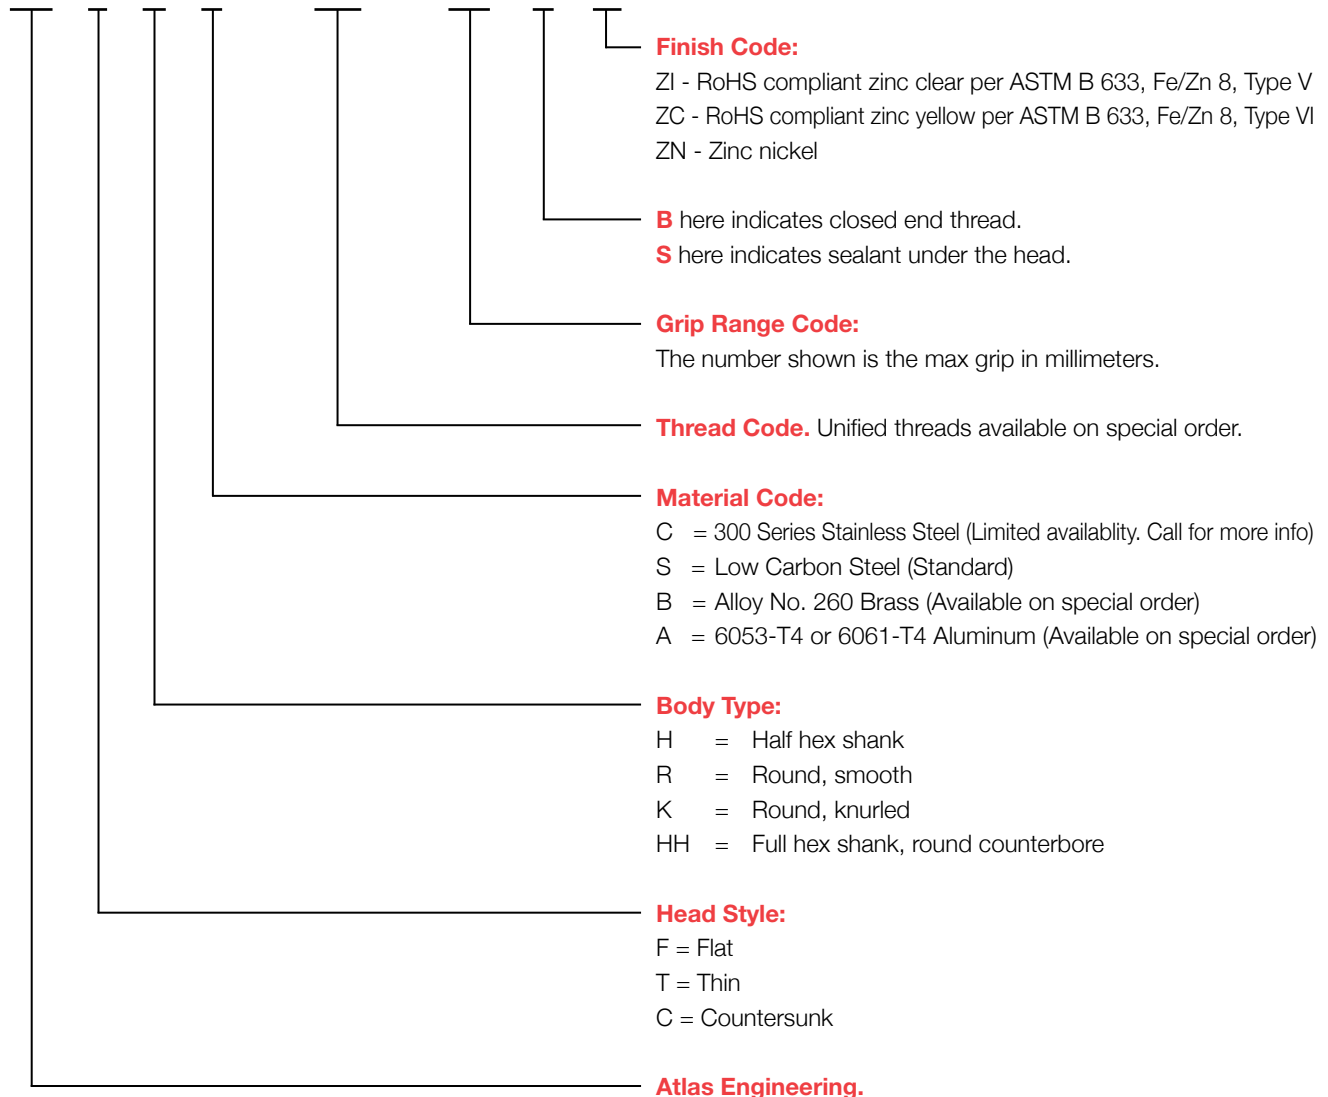 Finish Code:
ZI - RoHS compliant zinc clear per ASTM B 633, Fe/Zn 8, Type V
ZC - RoHS compliant zinc yellow per ASTM B 633, Fe/Zn 8, Type VI
ZN - Zinc nickel
B here indicates closed end thread.
S here indicates sealant under the head.
Grip Range Code:
The number shown is the max grip in millimeters.
Thread Code. Unified threads available on special order.
Material Code:
C = 300 Series Stainless Steel (Limited availablity. Call for more info)
S = Low Carbon Steel (Standard)
B = Alloy No. 260 Brass (Available on special order)
A = 6053-T4 or 6061-T4 Aluminum (Available on special order)
Body Type:
H = Half hex shank
R = Round, smooth
K = Round, knurled
HH = Full hex shank, round counterbore
Head Style:
F = Flat
T = Thin
C = Countersunk
Atlas Engineering.